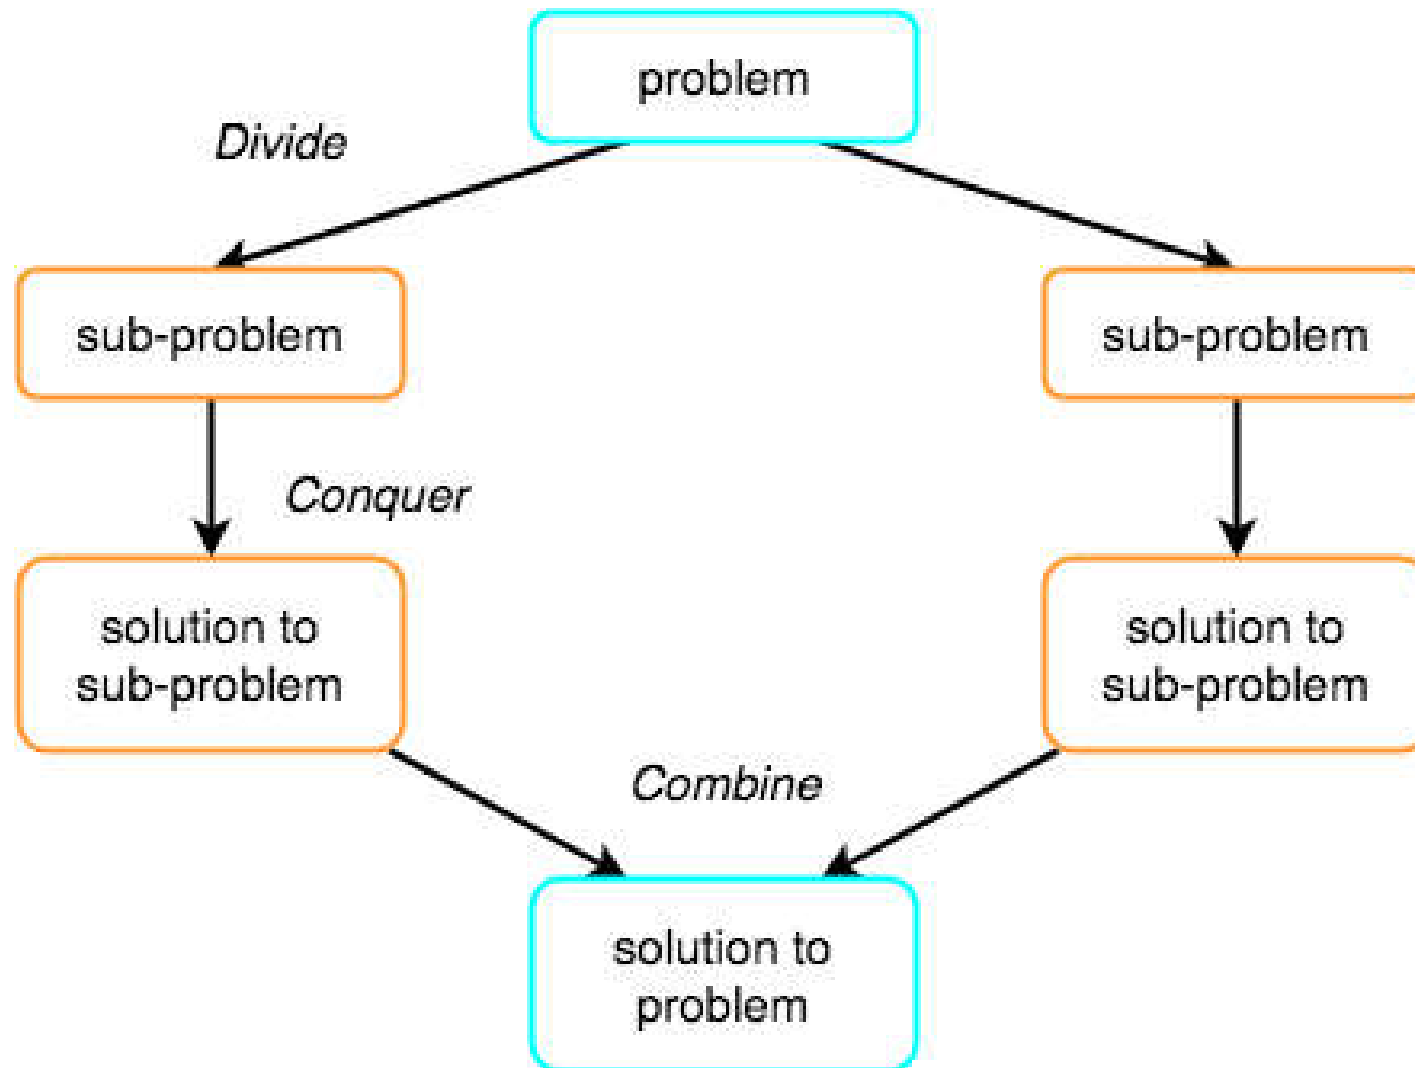 problem
Divide
sub-problem
sub-problem
Conquer
solution to
sub-problem
solution to
sub-problem
Combine
solution to
problem